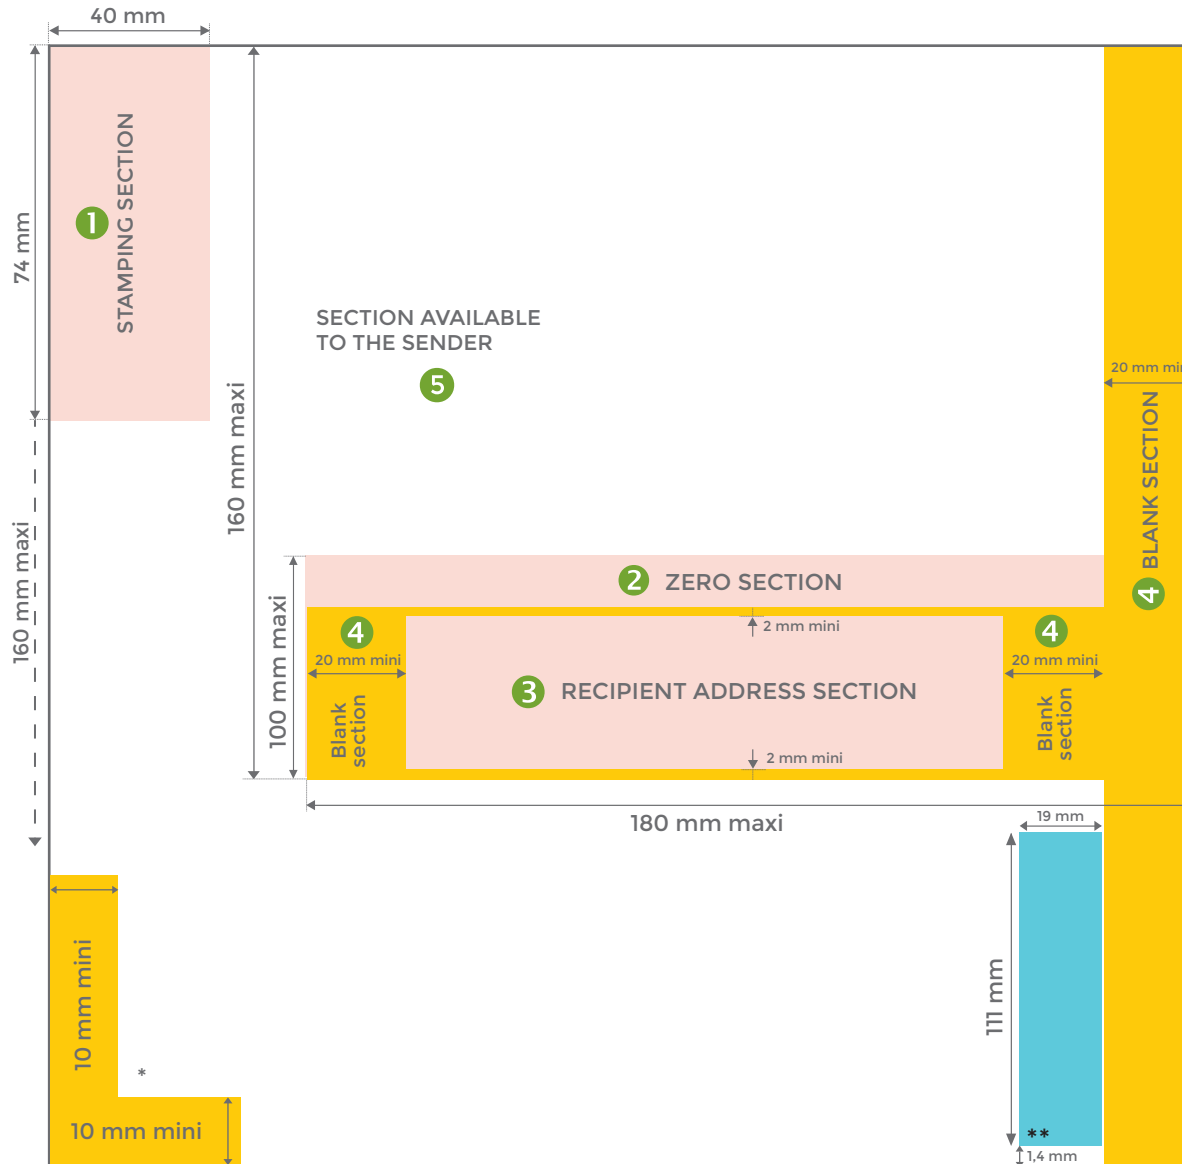 40 mm
74 mm
1
STAMPING SECTION
160 mm maxi
SECTION AVAILABLE
TO THE SENDER
5
160 mm maxi
20 mm mini
4 BLANK SECTION
100 mm maxi
2 ZERO SECTION
4
20 mm mini
Blank
section
2 mm mini
3 RECIPIENT ADDRESS SECTION
2 mm mini
4
20 mm mini
Blank
section
180 mm maxi
19 mm
111 mm
**
1,4 mm
10 mm mini
*
10 mm mini